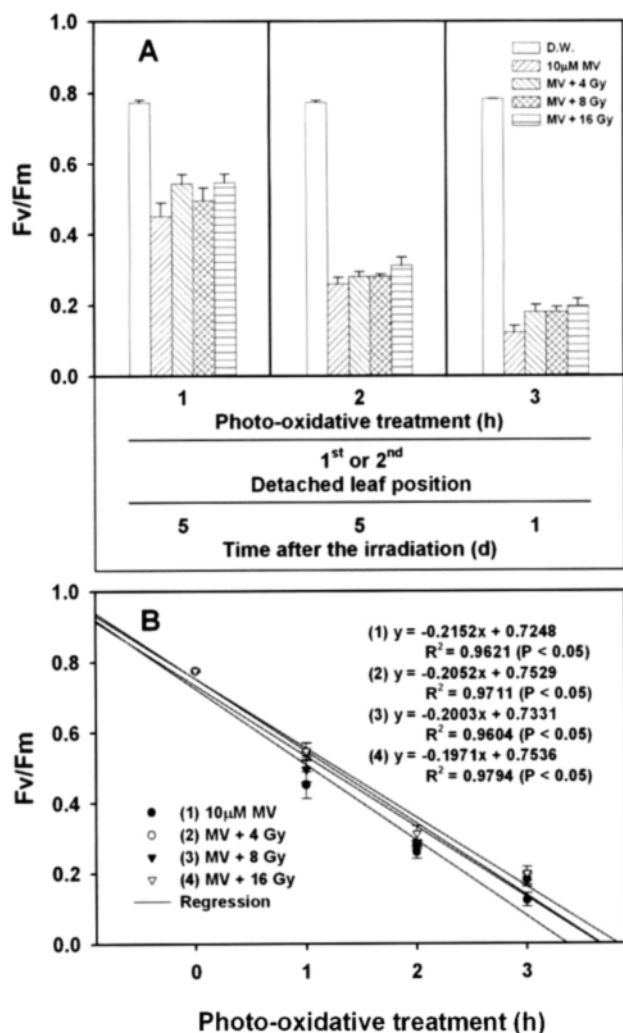 A
D.W.
10µM MV
MV + 4 Gy
MV + 8 Gy
MV + 16 Gy
Fv/Fm
1.0
0.8
0.6
0.4
0.2
0.0
1 2 3
Photo-oxidative treatment (h)
1st or 2nd
Detached leaf position
5 5 1
Time after the irradiation (d)
B
(1) y = -0.2152x + 0.7248
R2 = 0.9621 (P < 0.05)
(2) y = -0.2052x + 0.7529
R2 = 0.9711 (P < 0.05)
(3) y = -0.2003x + 0.7331
R2 = 0.9604 (P < 0.05)
(4) y = -0.1971x + 0.7536
R2 = 0.9794 (P < 0.05)
Fv/Fm
1.0
0.8
0.6
0.4
0.2
0.0
(1) 10µM MV
(2) MV + 4 Gy
(3) MV + 8 Gy
(4) MV + 16 Gy
Regression
0 1 2 3
Photo-oxidative treatment (h)